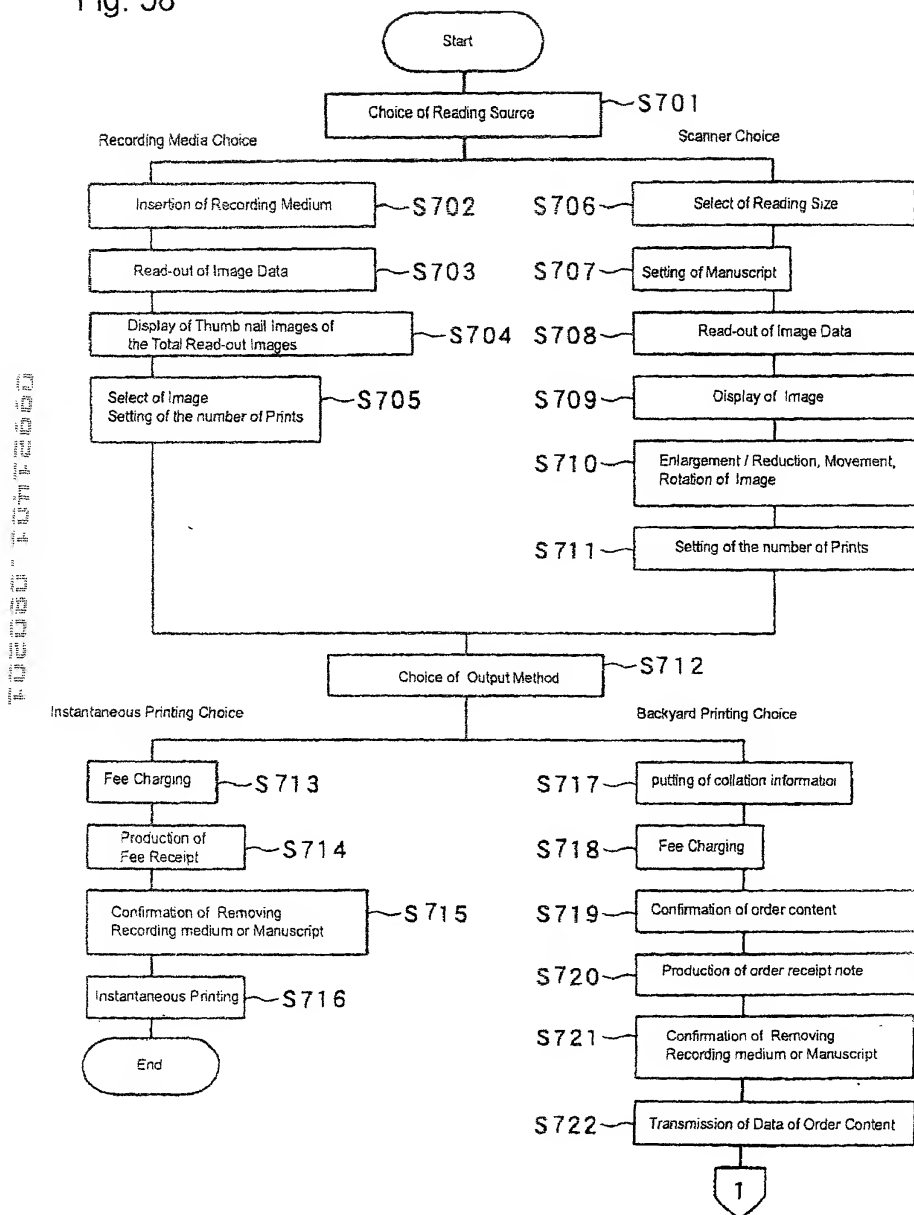 Fig. 58
Start
Choice of Reading Source
S701
Recording Media Choice
Scanner Choice
Insertion of Recording Medium
S702
S706
Select of Reading Size
Read-out of Image Data
S703
S707
Setting of Manuscript
Display of Thumb nail Images of
the Total Read-out Images
S704
S708
Read-out of Image Data
Select of Image
Setting of the number of Prints
S705
S709
Display of Image
S710
Enlargement / Reduction, Movement,
Rotation of Image
S711
Setting of the number of Prints
Choice of Output Method
S712
Instantaneous Printing Choice
Backyard Printing Choice
Fee Charging
S713
S717
putting of collation information
Production of
Fee Receipt
S714
S718
Fee Charging
Confirmation of Removing
Recording medium or Manuscript
S715
S719
Confirmation of order content
Instantaneous Printing
S716
S720
Production of order receipt note
End
S721
Confirmation of Removing
Recording medium or Manuscript
S722
Transmission of Data of Order Content
1